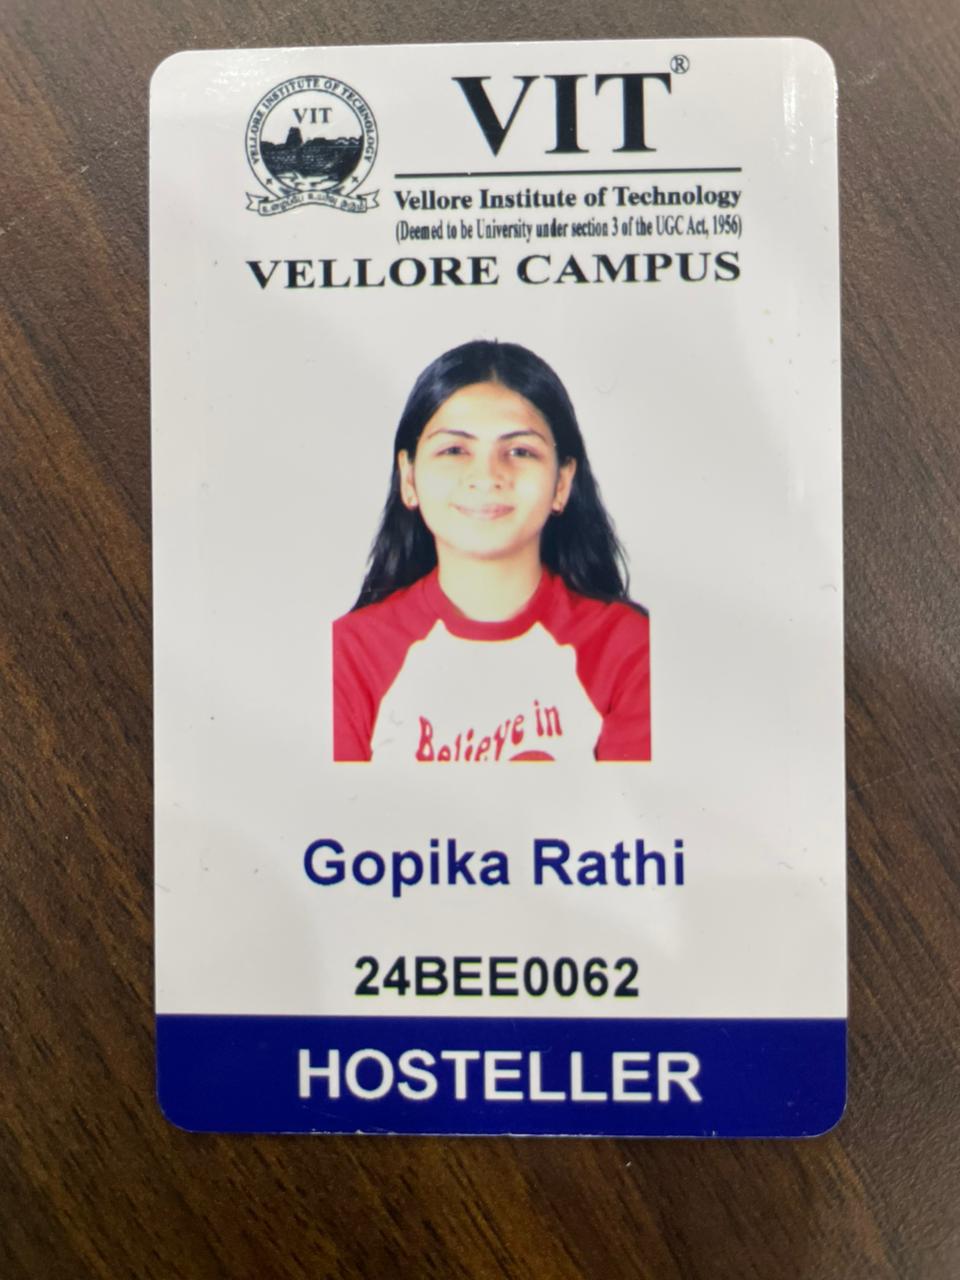 VELLORE INSTITUTE OF TECHNOLOGY
VIT
VIT®
Vellore Institute of Technology
(Deemed to be University under section 3 of the UGC Act, 1956)
VELLORE CAMPUS
Believe in
Gopika Rathi
24BEE0062
HOSTELLER